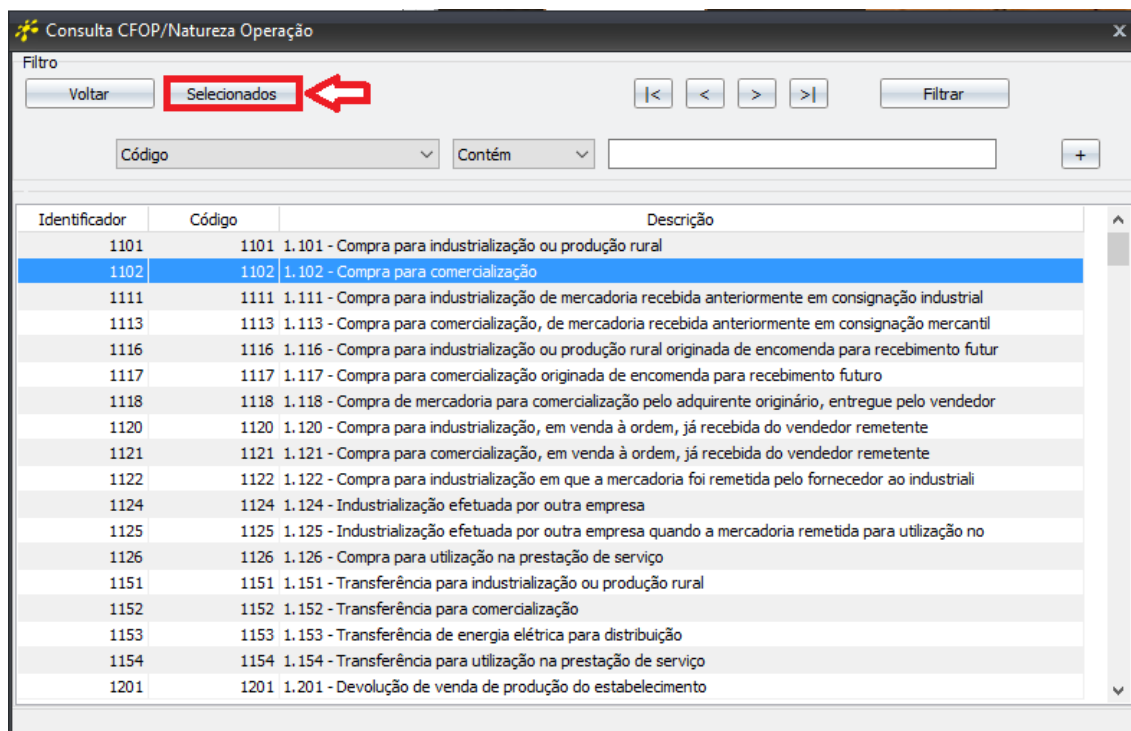 Consulta CFOP/Natureza Operação x
Filtro
Voltar Selecionados |< < > >| Filtrar
Código Contém +
Identificador Código Descrição
1101 1101 1.101 - Compra para industrialização ou produção rural
1102 1102 1.102 - Compra para comercialização
1111 1111 1.111 - Compra para industrialização de mercadoria recebida anteriormente em consignação industrial
1113 1113 1.113 - Compra para comercialização, de mercadoria recebida anteriormente em consignação mercantil
1116 1116 1.116 - Compra para industrialização ou produção rural originada de encomenda para recebimento futur
1117 1117 1.117 - Compra para comercialização originada de encomenda para recebimento futuro
1118 1118 1.118 - Compra de mercadoria para comercialização pelo adquirente originário, entregue pelo vendedor
1120 1120 1.120 - Compra para industrialização, em venda à ordem, já recebida do vendedor remetente
1121 1121 1.121 - Compra para comercialização, em venda à ordem, já recebida do vendedor remetente
1122 1122 1.122 - Compra para industrialização em que a mercadoria foi remetida pelo fornecedor ao industriali
1124 1124 1.124 - Industrialização efetuada por outra empresa
1125 1125 1.125 - Industrialização efetuada por outra empresa quando a mercadoria remetida para utilização no
1126 1126 1.126 - Compra para utilização na prestação de serviço
1151 1151 1.151 - Transferência para industrialização ou produção rural
1152 1152 1.152 - Transferência para comercialização
1153 1153 1.153 - Transferência de energia elétrica para distribuição
1154 1154 1.154 - Transferência para utilização na prestação de serviço
1201 1201 1.201 - Devolução de venda de produção do estabelecimento